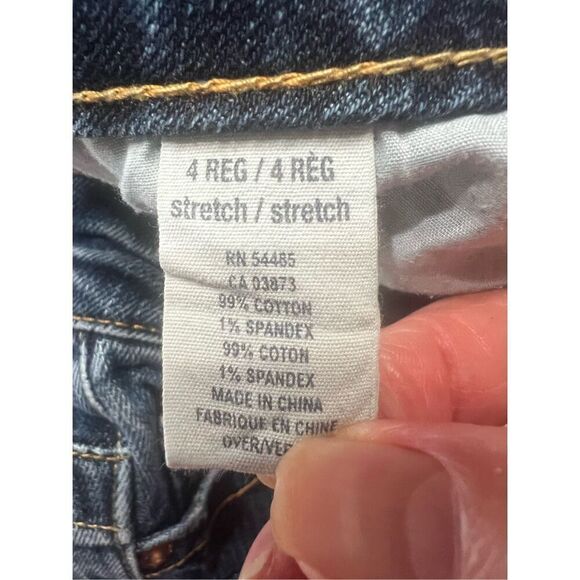 4 REG / 4 RÈG
stretch / stretch
RN 54485
CA 03873
99% COTTON
1% SPANDEX
99% COTON
1% SPANDEX
MADE IN CHINA
FABRIQUE EN CHINE